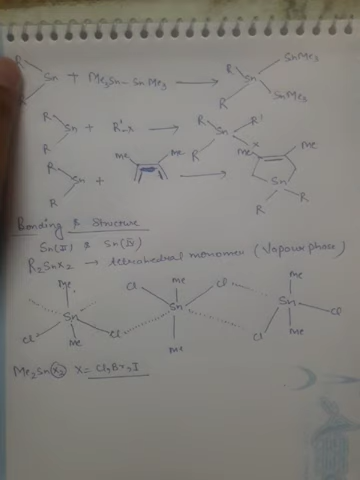 R Sn R + Me3Sn-SnMe3 → R Sn R SnMe3 SnMe3
R Sn R + R'-x → R Sn R R' x
R Sn R + Me Me → Me Me Sn R R
Bonding & Structure
Sn(II) & Sn(IV)
R2SnX2 → tetrahedral monomer (Vapour phase)
Me Cl Me Cl Me
Sn Sn Sn
Cl Me Cl Me Cl Me Cl
Me2SnX2 X = Cl, Br, I